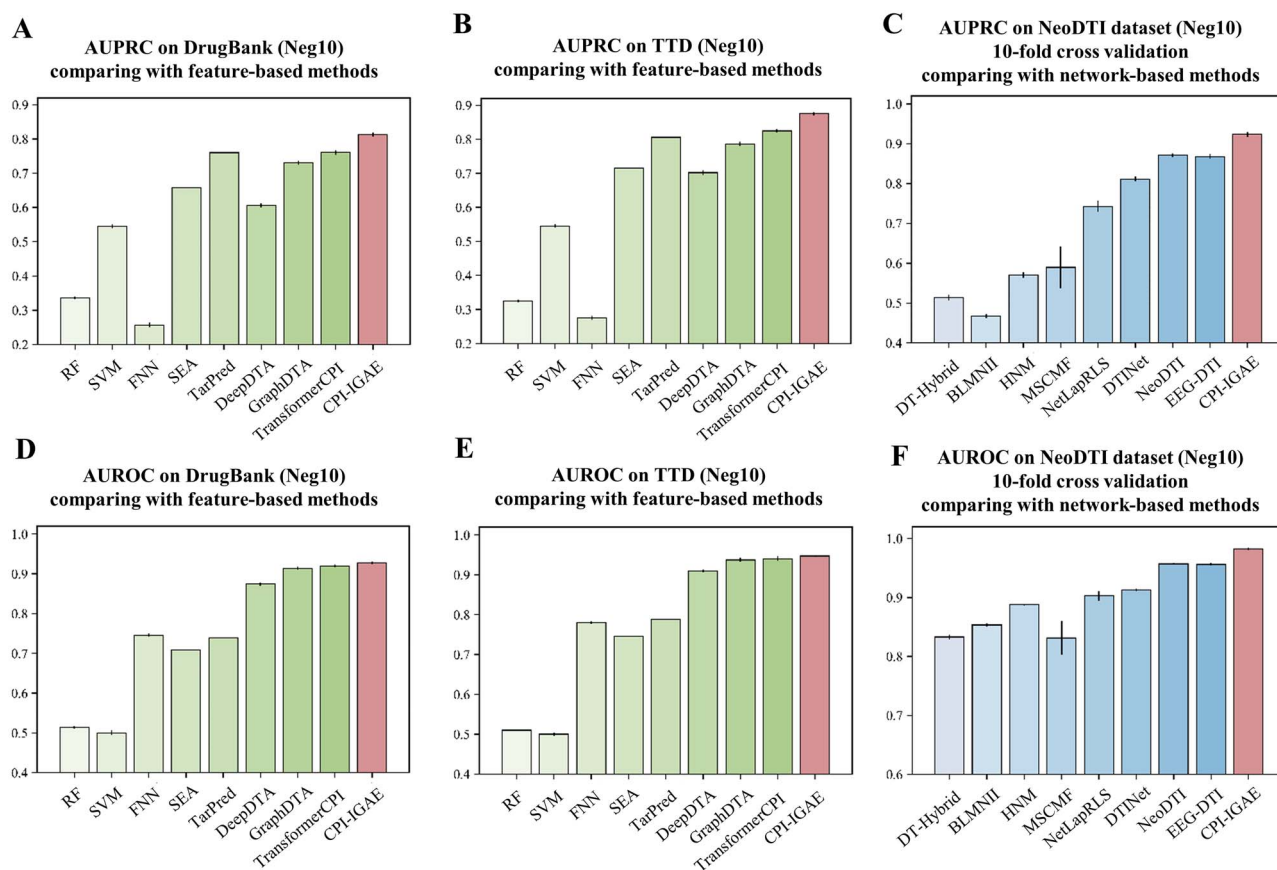 A
AUPRC on DrugBank (Neg10)
comparing with feature-based methods
0.9
0.8
0.7
0.6
0.5
0.4
0.3
0.2
RF
SVM
FNN
SEA
TarPred
DeepDTA
GraphDTA
TransformerCPI
CPI-IGAE
B
AUPRC on TTD (Neg10)
comparing with feature-based methods
0.9
0.8
0.7
0.6
0.5
0.4
0.3
0.2
RF
SVM
FNN
SEA
TarPred
DeepDTA
GraphDTA
TransformerCPI
CPI-IGAE
C
AUPRC on NeoDTI dataset (Neg10)
10-fold cross validation
comparing with network-based methods
1.0
0.9
0.8
0.7
0.6
0.5
0.4
DT-Hybrid
BLMNII
HNM
MSCMF
NetLapRLS
DTINet
NeoDTI
EEG-DTI
CPI-IGAE
D
AUROC on DrugBank (Neg10)
comparing with feature-based methods
1.0
0.9
0.8
0.7
0.6
0.5
0.4
RF
SVM
FNN
SEA
TarPred
DeepDTA
GraphDTA
TransformerCPI
CPI-IGAE
E
AUROC on TTD (Neg10)
comparing with feature-based methods
1.0
0.9
0.8
0.7
0.6
0.5
0.4
RF
SVM
FNN
SEA
TarPred
DeepDTA
GraphDTA
TransformerCPI
CPI-IGAE
F
AUROC on NeoDTI dataset (Neg10)
10-fold cross validation
comparing with network-based methods
1.0
0.9
0.8
0.7
0.6
DT-Hybrid
BLMNII
HNM
MSCMF
NetLapRLS
DTINet
NeoDTI
EEG-DTI
CPI-IGAE